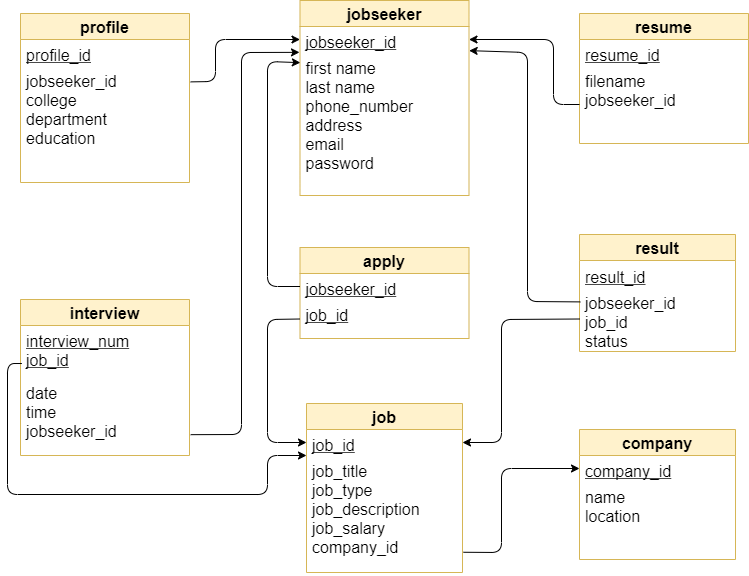 profile
profile_id
jobseeker_id
college
department
education
jobseeker
jobseeker_id
first name
last name
phone_number
address
email
password
resume
resume_id
filename
jobseeker_id
interview
interview_num
job_id
date
time
jobseeker_id
apply
jobseeker_id
job_id
result
result_id
jobseeker_id
job_id
status
job
job_id
job_title
job_type
job_description
job_salary
company_id
company
company_id
name
location